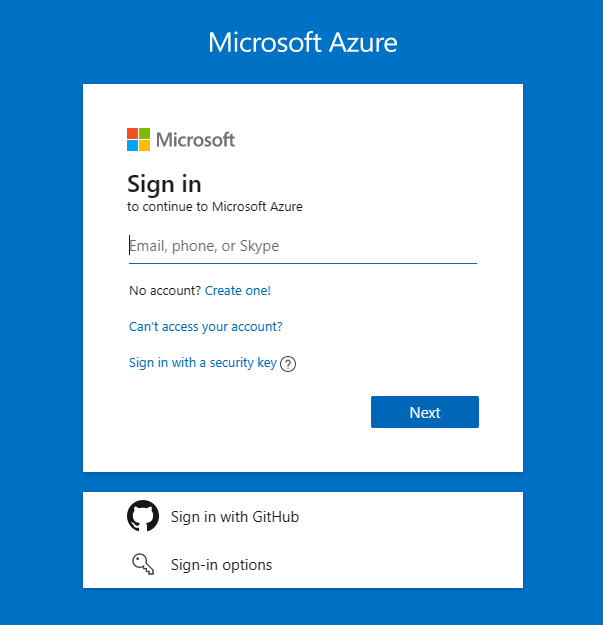 Microsoft Azure
Microsoft
Sign in
to continue to Microsoft Azure
Email, phone, or Skype
No account? Create one!
Can't access your account?
Sign in with a security key ?
Next
Sign in with GitHub
Sign-in options